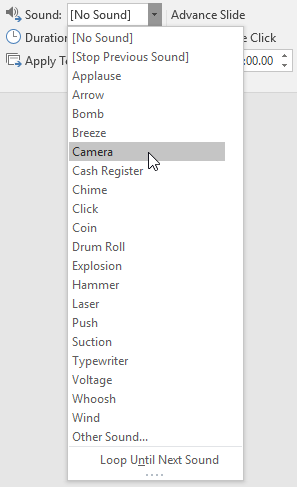 Sound: [No Sound] Advance Slide
[No Sound]
Duration
[Stop Previous Sound]
Click
Apply To
:00.00
Applause
Arrow
Bomb
Breeze
Camera
Cash Register
Chime
Click
Coin
Drum Roll
Explosion
Hammer
Laser
Push
Suction
Typewriter
Voltage
Whoosh
Wind
Other Sound...
Loop Until Next Sound